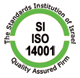 The Standards Institution of Israel
SI
ISO
14001
Quality Assured Firm